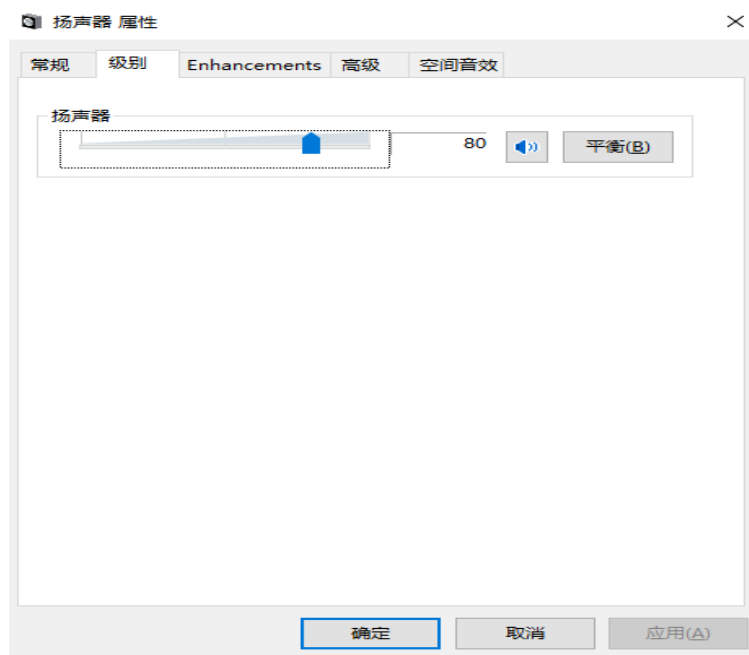 扬声器 属性
常规 级别 Enhancements 高级 空间音效
扬声器
80 平衡(B)
确定 取消 应用(A)